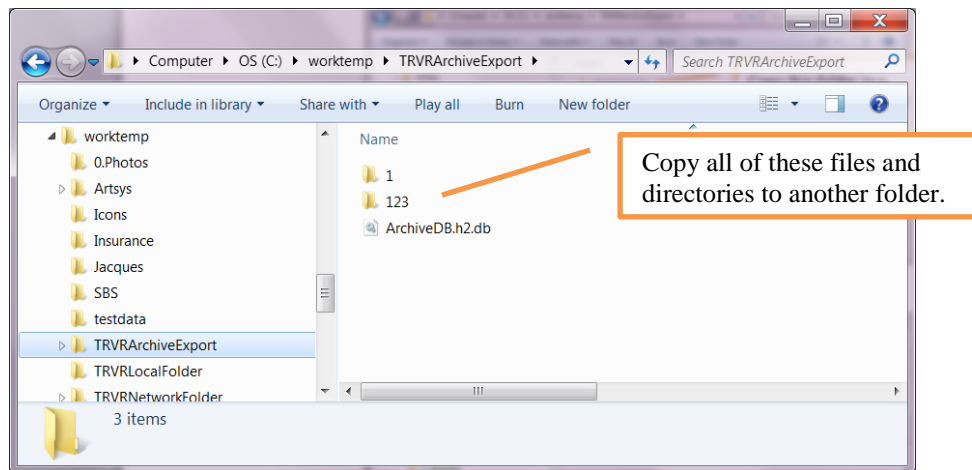 Computer OS (C:) worktemp TRVRArchiveExport
Search TRVRArchiveExport
Organize Include in library Share with Play all Burn New folder
worktemp
0.Photos
Artsys
Icons
Insurance
Jacques
SBS
testdata
TRVRArchiveExport
TRVRLocalFolder
TRVRNetworkFolder
Name
1
123
ArchiveDB.h2.db
Copy all of these files and
directories to another folder.
3 items